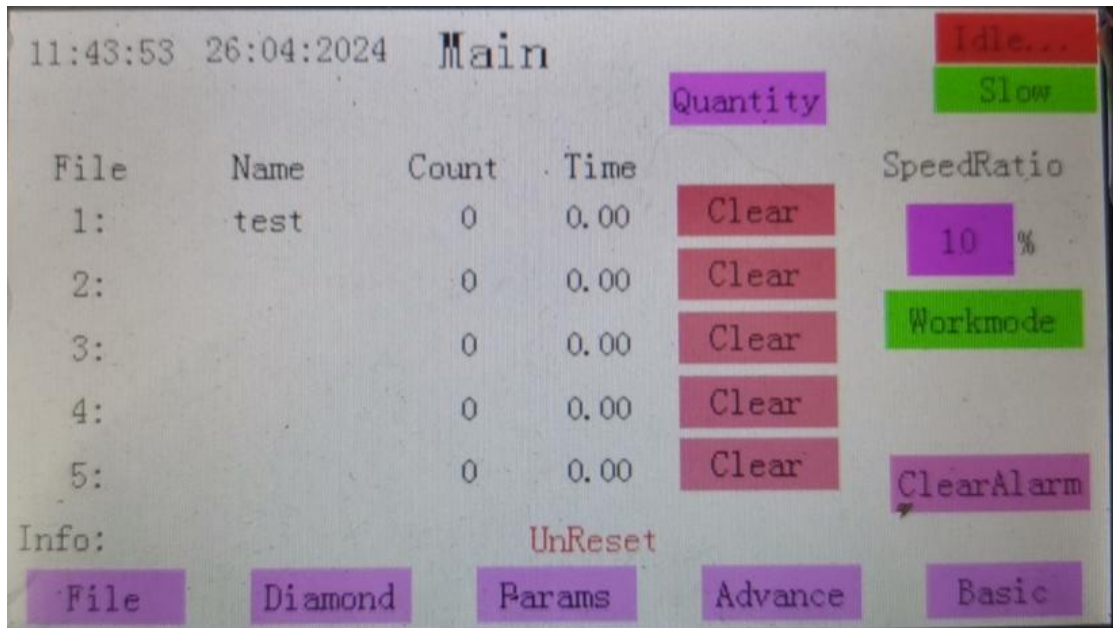 11:43:53 26:04:2024 Main Idle...
Quantity Slow
File Name Count Time SpeedRatio
1: test 0 0.00 Clear
10 %
2: 0 0.00 Clear
Workmode
3: 0 0.00 Clear
4: 0 0.00 Clear
5: 0 0.00 Clear
ClearAlarm
Info: UnReset
File Diamond Params Advance Basic